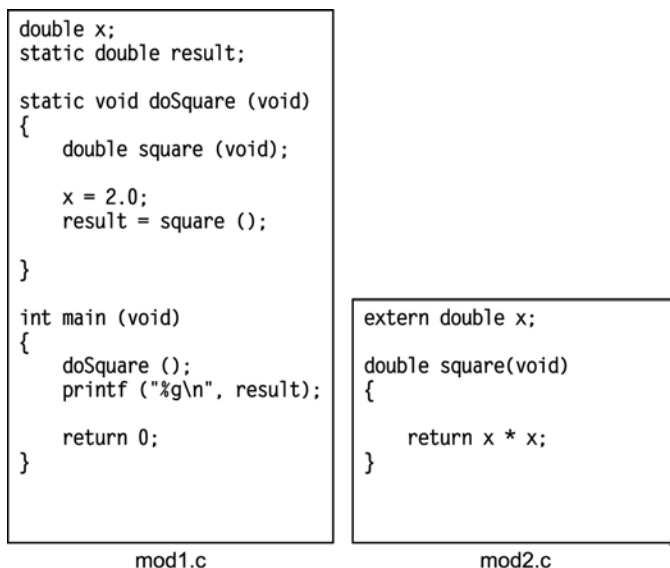 double x;
static double result;
static void doSquare (void)
{
double square (void);
x = 2.0;
result = square ();
}
int main (void)
{
doSquare ();
printf ("%g\n", result);
return 0;
}
mod1.c
extern double x;
double square(void)
{
return x * x;
}
mod2.c